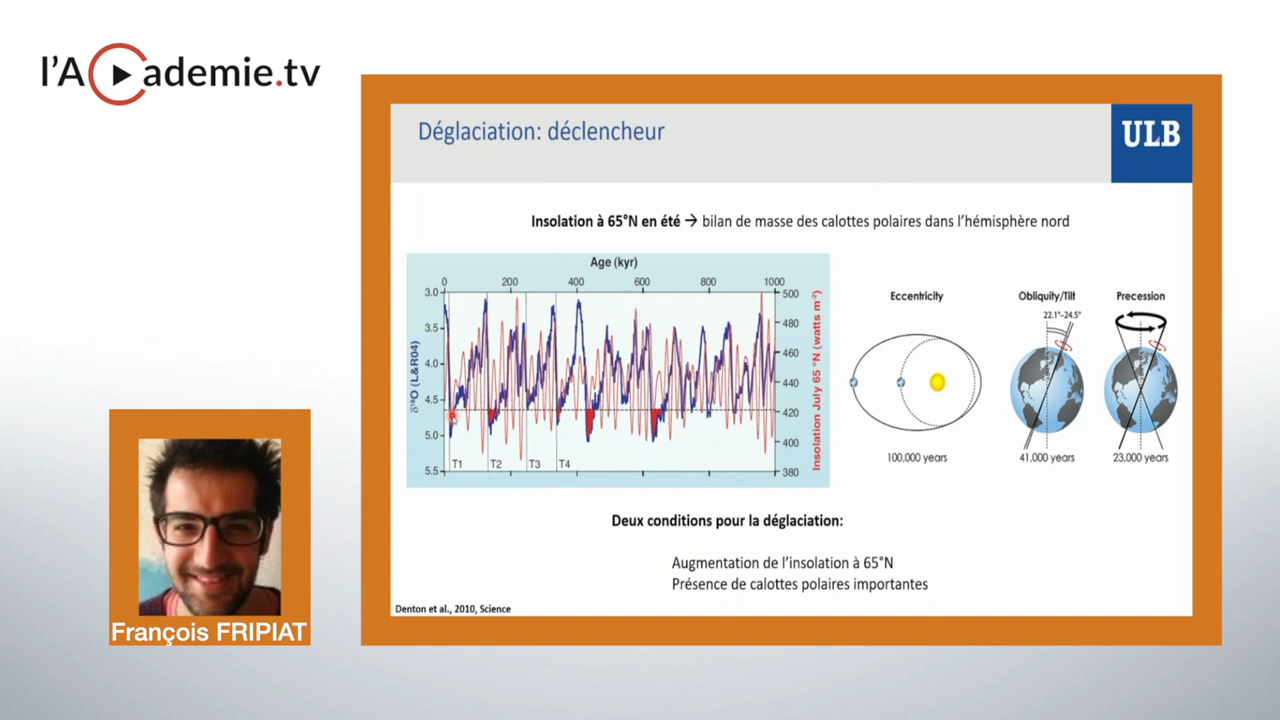 l'Academie.tv
Déglaciation: déclencheur
ULB
Insolation à 65°N en été → bilan de masse des calottes polaires dans l'hémisphère nord
Age (kyr)
0 200 400 600 800 1000
3.0
3.5
4.0
4.5
5.0
5.5
δ¹⁸O (L&R04)
T1 T2 T3 T4
500
480
460
440
420
400
380
Insolation July 65 °N (watts m⁻²)
Eccentricity
100,000 years
Obliquity/Tilt
22.1°–24.5°
41,000 years
Precession
23,000 years
Deux conditions pour la déglaciation:
Augmentation de l'insolation à 65°N
Présence de calottes polaires importantes
Denton et al., 2010, Science
François FRIPIAT